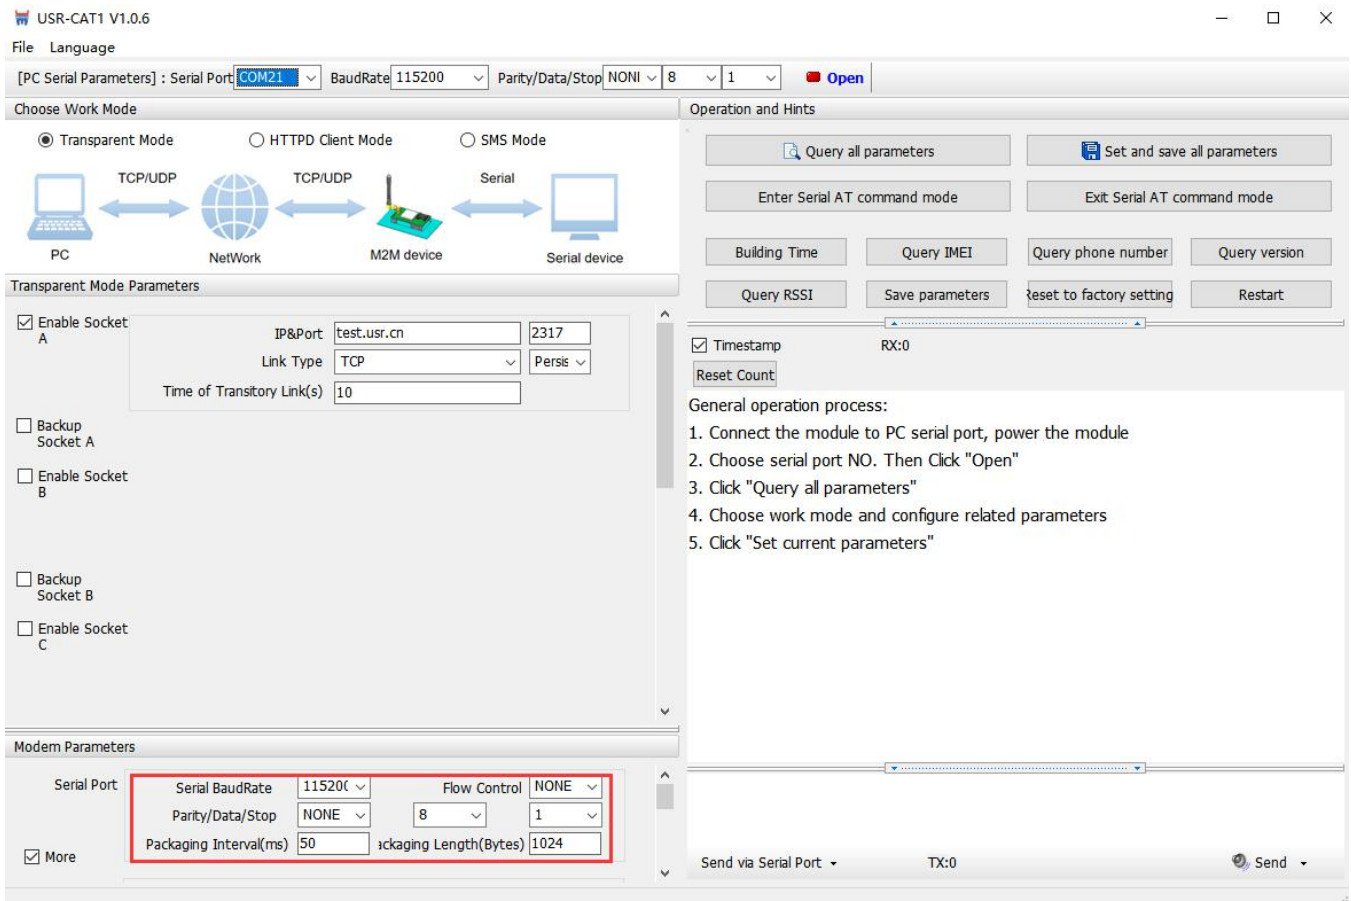 USR-CAT1 V1.0.6
File Language
[PC Serial Parameters] : Serial Port COM21 BaudRate 115200 Parity/Data/Stop NONI 8 1 Open
Choose Work Mode
Transparent Mode HTTPD Client Mode SMS Mode
TCP/UDP TCP/UDP Serial
PC NetWork M2M device Serial device
Transparent Mode Parameters
Enable Socket
A
IP&Port test.usr.cn 2317
Link Type TCP Persis
Time of Transitory Link(s) 10
Backup
Socket A
Enable Socket
B
Backup
Socket B
Enable Socket
C
Modem Parameters
Serial Port
Serial BaudRate 11520( Flow Control NONE
Parity/Data/Stop NONE 8 1
Packaging Interval(ms) 50 ackaging Length(Bytes) 1024
More
Operation and Hints
Query all parameters Set and save all parameters
Enter Serial AT command mode Exit Serial AT command mode
Building Time Query IMEI Query phone number Query version
Query RSSI Save parameters Reset to factory setting Restart
Timestamp RX:0
Reset Count
General operation process:
1. Connect the module to PC serial port, power the module
2. Choose serial port NO. Then Click "Open"
3. Click "Query all parameters"
4. Choose work mode and configure related parameters
5. Click "Set current parameters"
Send via Serial Port TX:0 Send